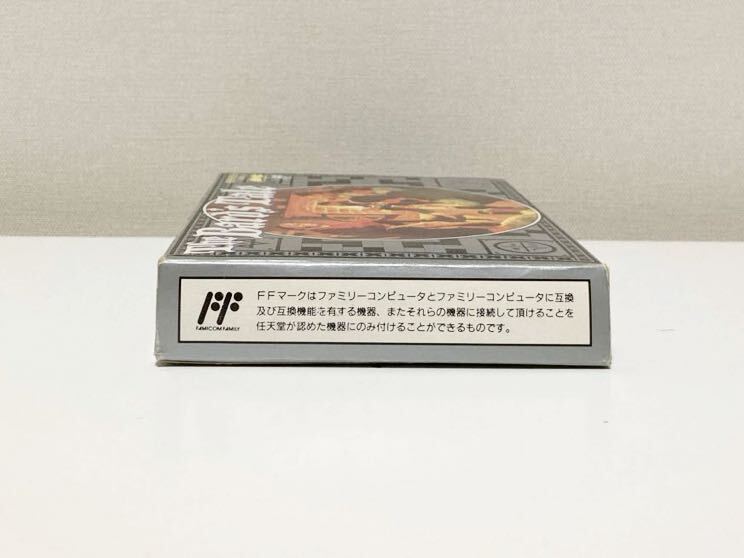 The Bard's Tale
FF
FAMICOM FAMILY
FFマークはファミリーコンピュータとファミリーコンピュータに互換
及び互換機能を有する機器、またそれらの機器に接続して頂けることを
任天堂が認めた機器にのみ付けることができるものです。